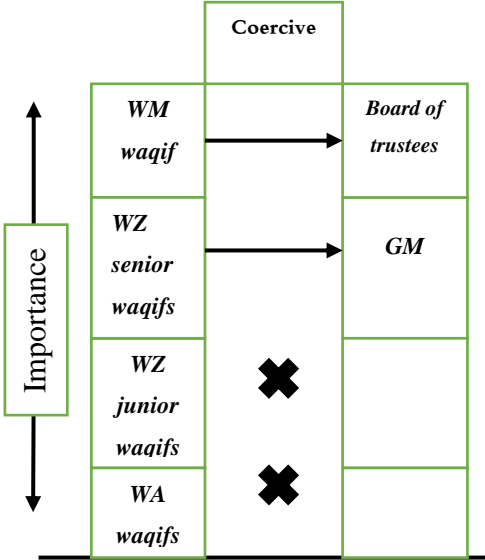 Coercive
WM
waqif
Board of
trustees
WZ
senior
waqifs
GM
Importance
WZ
junior
waqifs
WA
waqifs